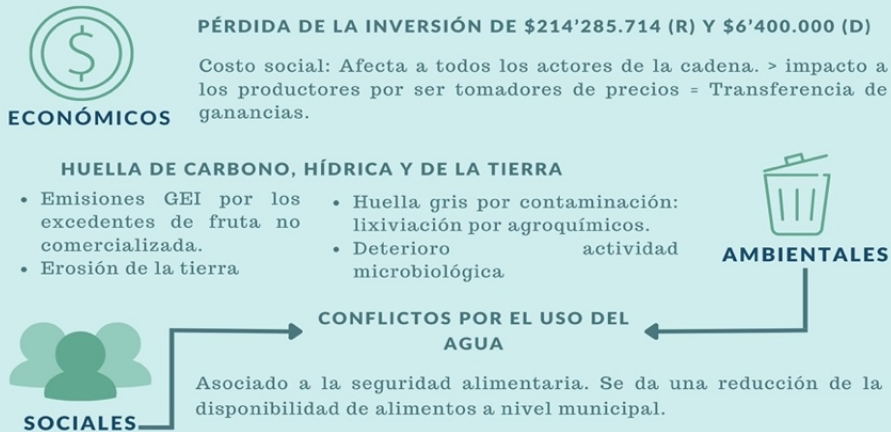 PÉRDIDA DE LA INVERSIÓN DE $214’285.714 (R) Y $6’400.000 (D)
Costo social: Afecta a todos los actores de la cadena. > impacto a
los productores por ser tomadores de precios = Transferencia de
ganancias.
ECONÓMICOS
HUELLA DE CARBONO, HÍDRICA Y DE LA TIERRA
• Emisiones GEI por los
excedentes de fruta no
comercializada.
• Erosión de la tierra
• Huella gris por contaminación:
lixiviación por agroquímicos.
• Deterioro actividad
microbiológica
AMBIENTALES
CONFLICTOS POR EL USO DEL
AGUA
Asociado a la seguridad alimentaria. Se da una reducción de la
disponibilidad de alimentos a nivel municipal.
SOCIALES